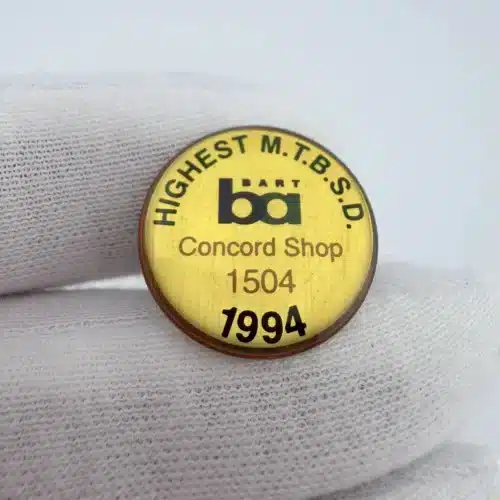 HIGHEST M.T.B.S.D.
BART
ba
Concord Shop
1504
1994